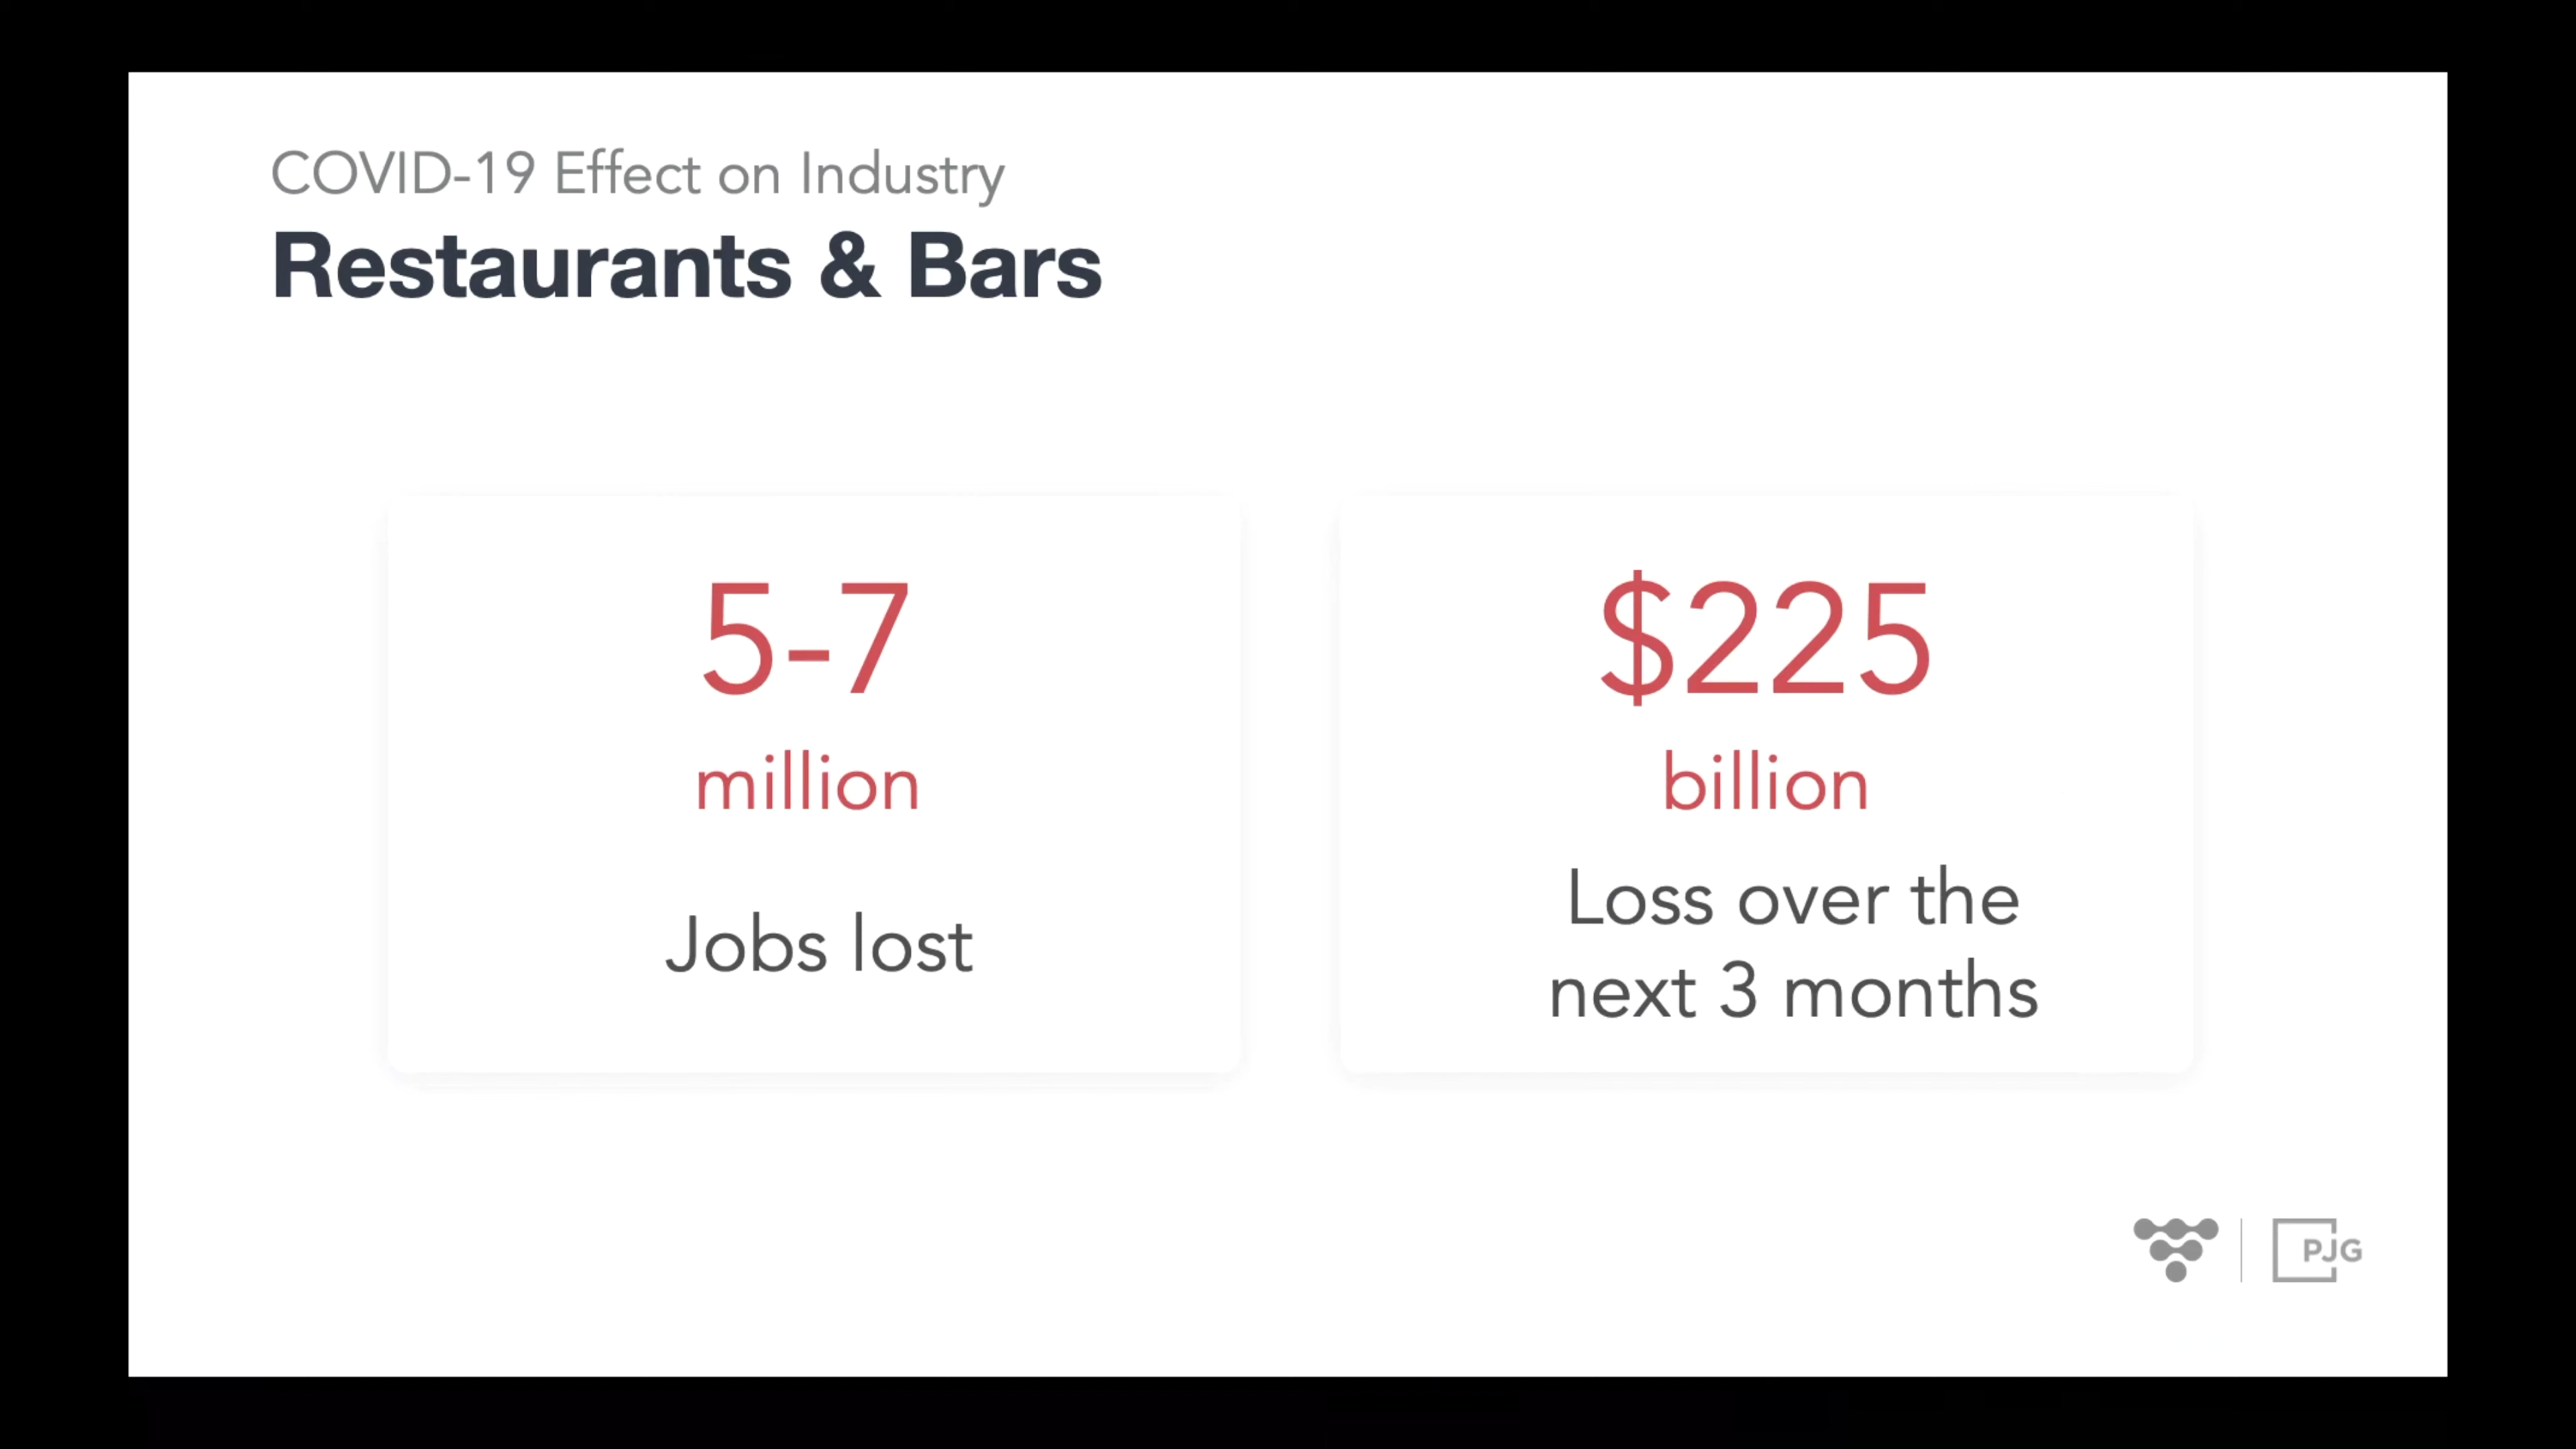 COVID-19 Effect on Industry
Restaurants & Bars
5-7
million
Jobs lost
$225
billion
Loss over the
next 3 months
PJG